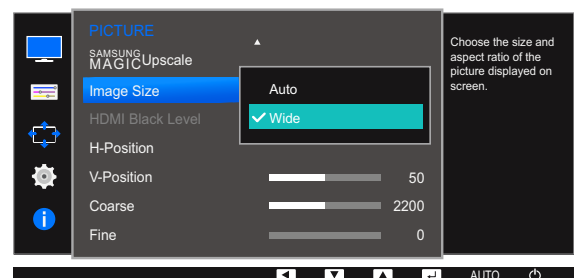 PICTURE
SAMSUNG
MAGIC Upscale
Image Size
Auto
Wide
HDMI Black Level
H-Position
V-Position 50
Coarse 2200
Fine 0
Choose the size and
aspect ratio of the
picture displayed on
screen.
AUTO